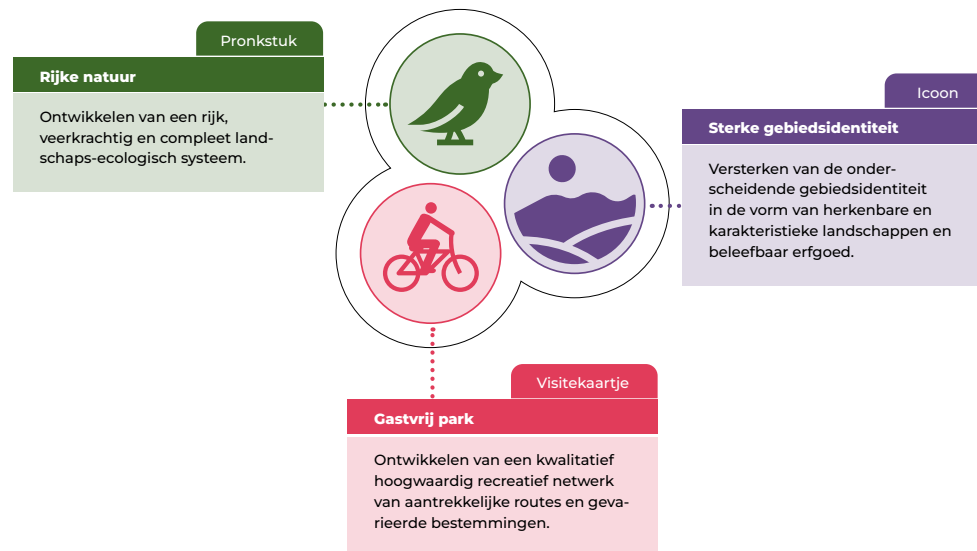 Pronkstuk
Rijke natuur
Ontwikkelen van een rijk,
veerkrachtig en compleet land-
schaps-ecologisch systeem.
Icoon
Sterke gebiedsidentiteit
Versterken van de onder-
scheidende gebiedsidentiteit
in de vorm van herkenbare en
karakteristieke landschappen en
beleefbaar erfgoed.
Visitekaartje
Gastvrij park
Ontwikkelen van een kwalitatief
hoogwaardig recreatief netwerk
van aantrekkelijke routes en geva-
rieerde bestemmingen.